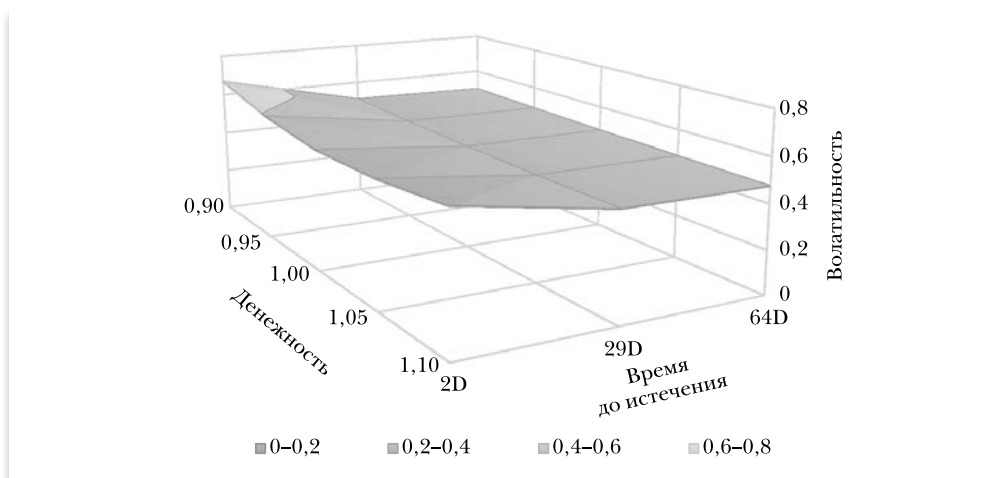 0,8
0,6
0,4
0,2
0
Волатильность
0,90
0,95
1,00
1,05
1,10
Денежность
2D
29D
64D
Время
до истечения
0–0,2
0,2–0,4
0,4–0,6
0,6–0,8